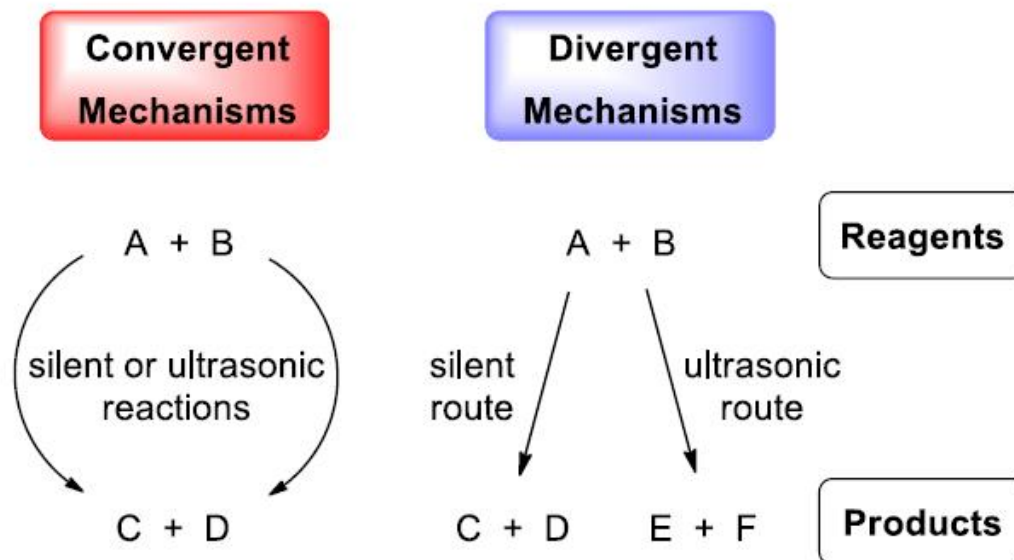 Convergent
Mechanisms
Divergent
Mechanisms
A + B
A + B
Reagents
silent or ultrasonic
reactions
silent
route
ultrasonic
route
C + D
C + D
E + F
Products